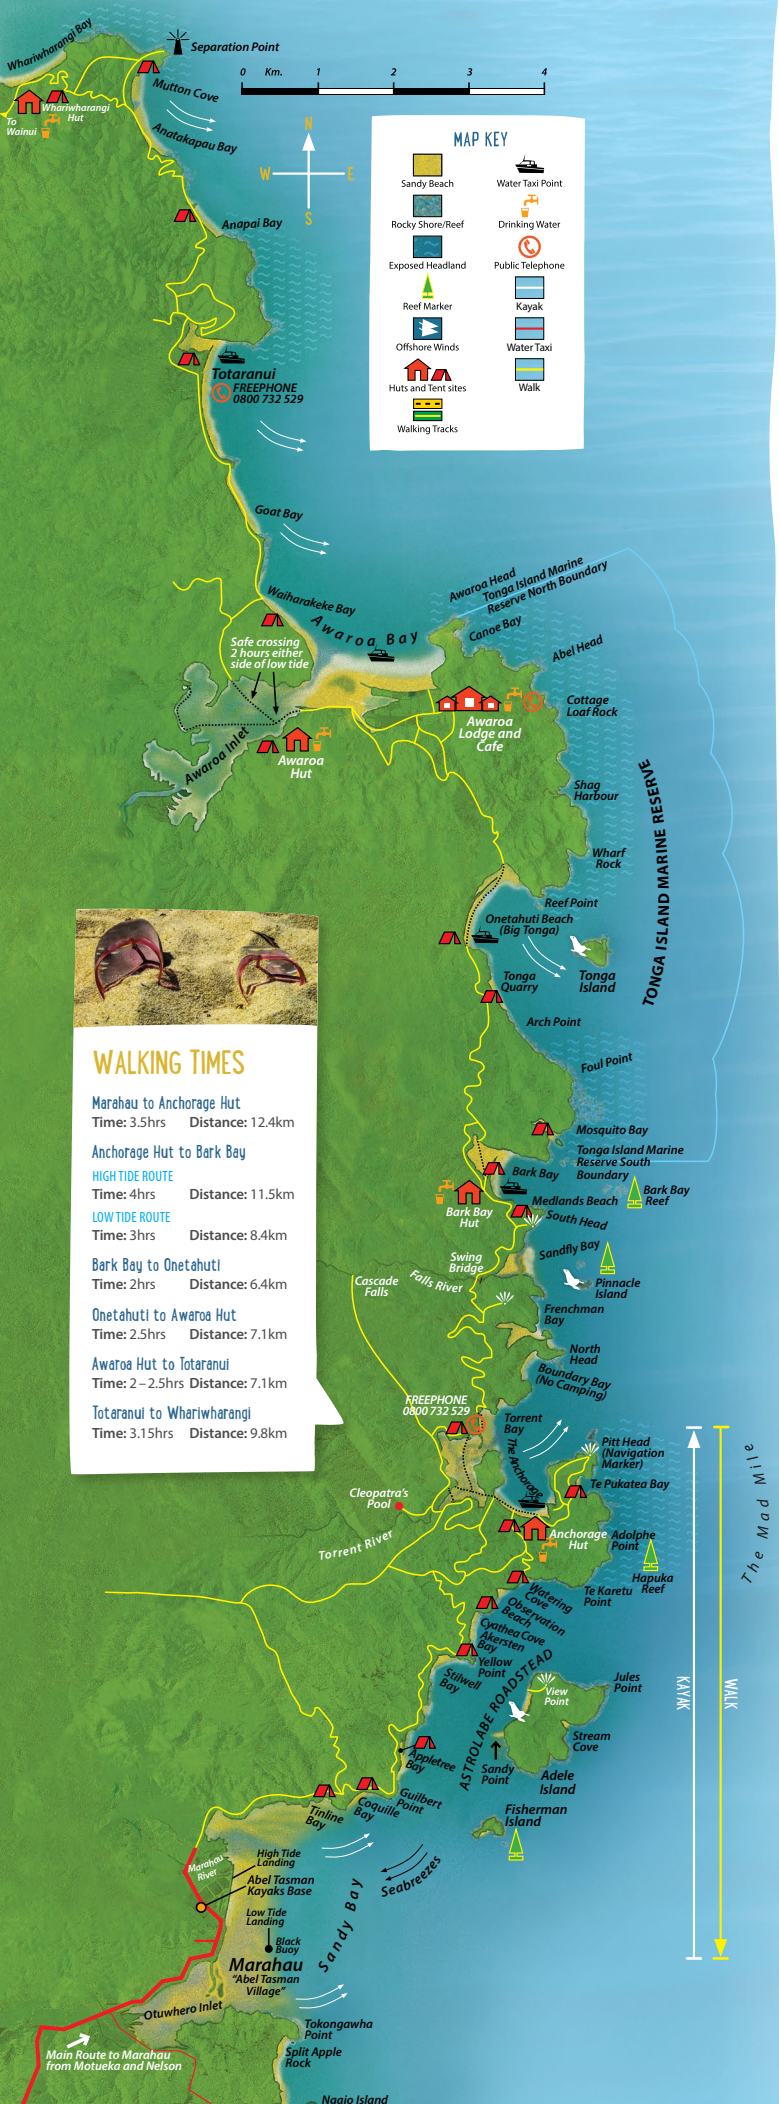 Whariwharangi Bay
Separation Point
0 Km. 1 2 3 4
Mutton Cove
Whariwharangi
Hut
To
Wainui
Anatakapau Bay
N
W E
S
Anapai Bay
MAP KEY
Sandy Beach
Water Taxi Point
Rocky Shore/Reef
Drinking Water
Exposed Headland
Public Telephone
Reef Marker
Kayak
Offshore Winds
Water Taxi
Huts and Tent sites
Walk
Walking Tracks
Totaranui
FREEPHONE
0800 732 529
Goat Bay
Waiharakeke Bay
Awaroa Bay
Awaroa Head
Tonga Island Marine
Reserve North Boundary
Canoe Bay
Abel Head
Safe crossing
2 hours either
side of low tide
Cottage
Loaf Rock
Awaroa
Lodge and
Cafe
Awaroa Inlet
Awaroa
Hut
Shag
Harbour
TONGA ISLAND MARINE RESERVE
Wharf
Rock
Reef Point
Onetahuti Beach
(Big Tonga)
Tonga
Island
Tonga
Quarry
Arch Point
Foul Point
WALKING TIMES
Marahau to Anchorage Hut
Time: 3.5hrs Distance: 12.4km
Anchorage Hut to Bark Bay
HIGH TIDE ROUTE
Time: 4hrs Distance: 11.5km
LOW TIDE ROUTE
Time: 3hrs Distance: 8.4km
Bark Bay to Onetahuti
Time: 2hrs Distance: 6.4km
Onetahuti to Awaroa Hut
Time: 2.5hrs Distance: 7.1km
Awaroa Hut to Totaranui
Time: 2–2.5hrs Distance: 7.1km
Totaranui to Whariwharangi
Time: 3.15hrs Distance: 9.8km
Mosquito Bay
Tonga Island Marine
Reserve South
Boundary
Bark Bay
Bark Bay
Reef
Medlands Beach
Bark Bay
Hut
South Head
Sandfly Bay
Swing
Bridge
Falls River
Cascade
Falls
Pinnacle
Island
Frenchman
Bay
North
Head
Boundary Bay
(No Camping)
FREEPHONE
0800 732 529
Torrent
Bay
The Anchorage
Pitt Head
(Navigation
Marker)
Te Pukatea Bay
Cleopatra's
Pool
Torrent River
Anchorage
Hut
Adolphe
Point
Hapuka
Reef
The Mad Mile
Te Karetu
Point
Watering
Cove
Observation
Beach
Cyathea Cove
Akersten
Bay
Yellow
Point
Stilwell
Bay
ASTROLABE ROADSTEAD
View
Point
Jules
Point
KAYAK
WALK
Stream
Cove
Sandy
Point
Adele
Island
Appletree
Bay
Guilbert
Point
Coquille
Bay
Tinline
Bay
Fisherman
Island
Marahau
River
High Tide
Landing
Abel Tasman
Kayaks Base
Seabreezes
Low Tide
Landing
Black
Buoy
Sandy Bay
Marahau
"Abel Tasman
Village"
Otuwhero Inlet
Tokongawha
Point
Main Route to Marahau
from Motueka and Nelson
Split Apple
Rock
Ngaio Island